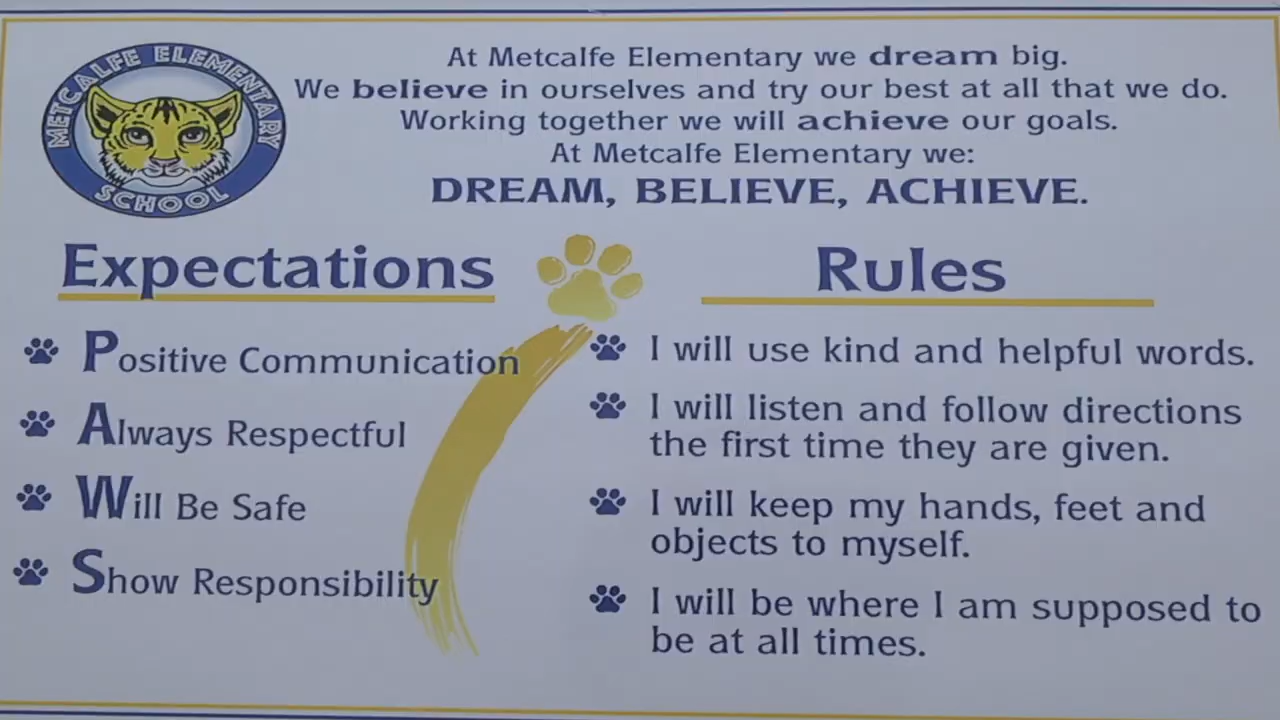 METCALFE ELEMENTARY
SCHOOL
At Metcalfe Elementary we dream big.
We believe in ourselves and try our best at all that we do.
Working together we will achieve our goals.
At Metcalfe Elementary we:
DREAM, BELIEVE, ACHIEVE.
Expectations
Positive Communication
Always Respectful
Will Be Safe
Show Responsibility
Rules
I will use kind and helpful words.
I will listen and follow directions
the first time they are given.
I will keep my hands, feet and
objects to myself.
I will be where I am supposed to
be at all times.